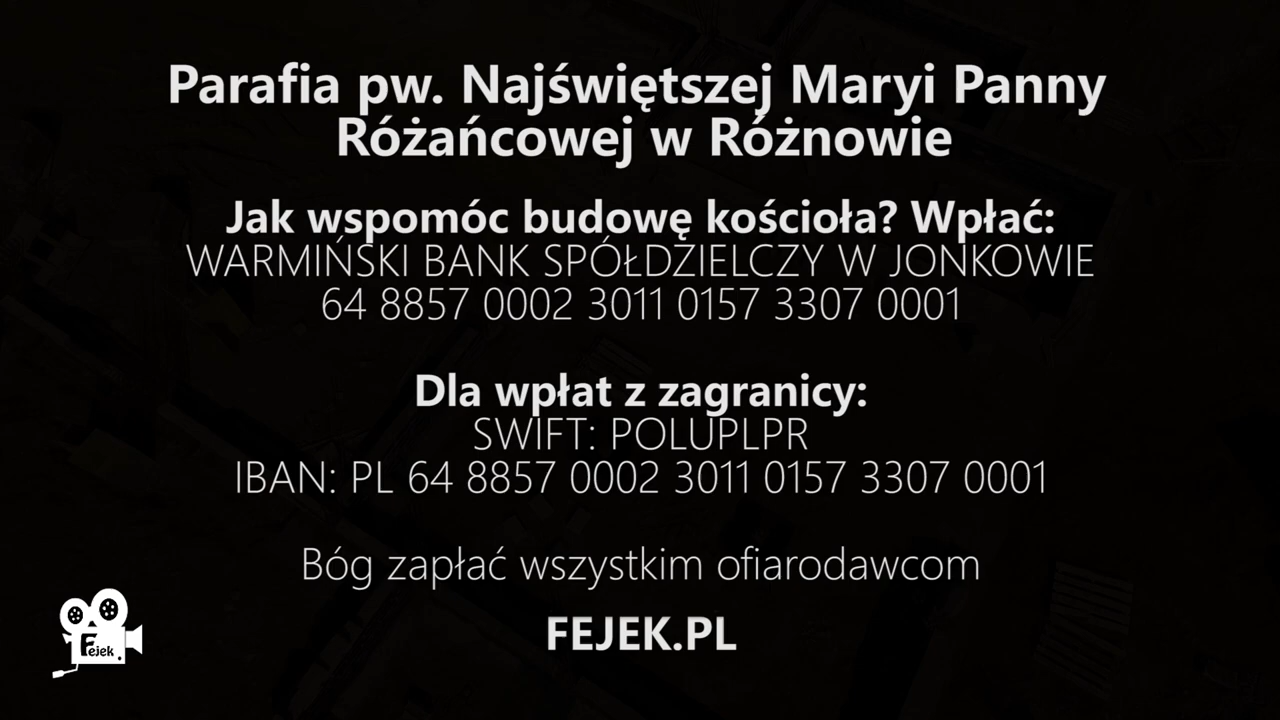 Parafia pw. Najświętszej Maryi Panny
Różańcowej w Różnowie
Jak wspomóc budowę kościoła? Wpłać:
WARMIŃSKI BANK SPÓŁDZIELCZY W JONKOWIE
64 8857 0002 3011 0157 3307 0001
Dla wpłat z zagranicy:
SWIFT: POLUPLPR
IBAN: PL 64 8857 0002 3011 0157 3307 0001
Bóg zapłać wszystkim ofiarodawcom
FEJEK.PL
Fejek.